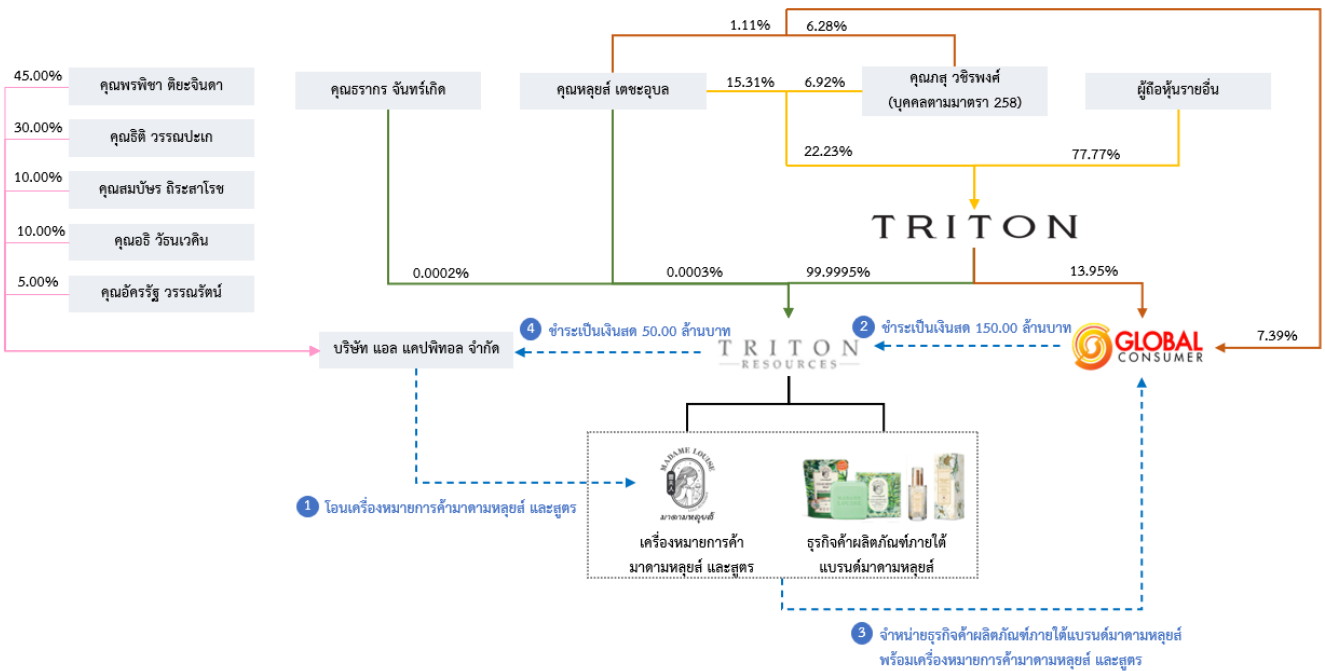 1.11% 6.28%
45.00%
คุณพรพิชา ติยะจินดา
คุณธรากร จันทร์เกิด
คุณหลุยส์ เตชะอุบล
15.31% 6.92%
คุณภสุ วชิรพงศ์
(บุคคลตามมาตรา 258)
ผู้ถือหุ้นรายอื่น
30.00%
คุณธิติ วรรณปะเก
22.23% 77.77%
10.00%
คุณสมบัษร ถิระสาโรช
TRITON
10.00%
คุณอธิ วัธนเวคิน
5.00%
คุณอัครรัฐ วรรณรัตน์
0.0002% 0.0003% 99.9995% 13.95%
4 ชำระเป็นเงินสด 50.00 ล้านบาท
2 ชำระเป็นเงินสด 150.00 ล้านบาท
บริษัท แอล แคปพิทอล จำกัด
TRITON
RESOURCES
GLOBAL
CONSUMER
7.39%
MADAME LOUISE
มาดามหลุยส์
1 โอนเครื่องหมายการค้ามาดามหลุยส์ และสูตร
เครื่องหมายการค้า
มาดามหลุยส์ และสูตร
ธุรกิจค้าผลิตภัณฑ์ภายใต้
แบรนด์มาดามหลุยส์
3 จำหน่ายธุรกิจค้าผลิตภัณฑ์ภายใต้แบรนด์มาดามหลุยส์
พร้อมเครื่องหมายการค้ามาดามหลุยส์ และสูตร